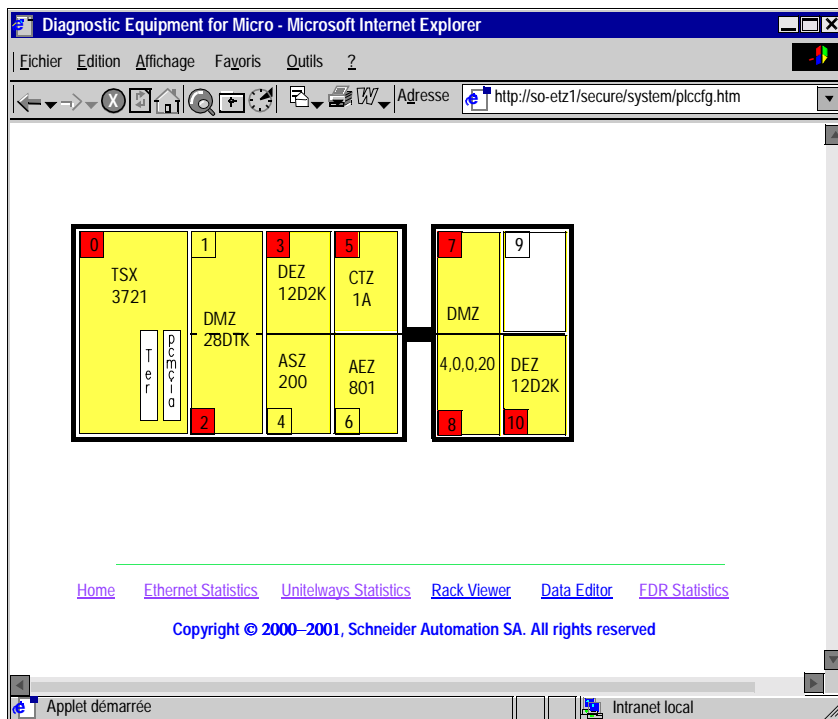 Diagnostic Equipment for Micro - Microsoft Internet Explorer
Fichier Edition Affichage Favoris Outils ?
Adresse http://so-etz1/secure/system/plccfg.htm
0 1 3 5 7 9
TSX
3721
DMZ
28DTK
DEZ
12D2K
CTZ
1A
DMZ
Ter
pcmçia
ASZ
200
AEZ
801
4,0,0,20
DEZ
12D2K
2 4 6 8 10
Home Ethernet Statistics Unitelways Statistics Rack Viewer Data Editor FDR Statistics
Copyright © 2000–2001, Schneider Automation SA. All rights reserved
Applet démarrée Intranet local